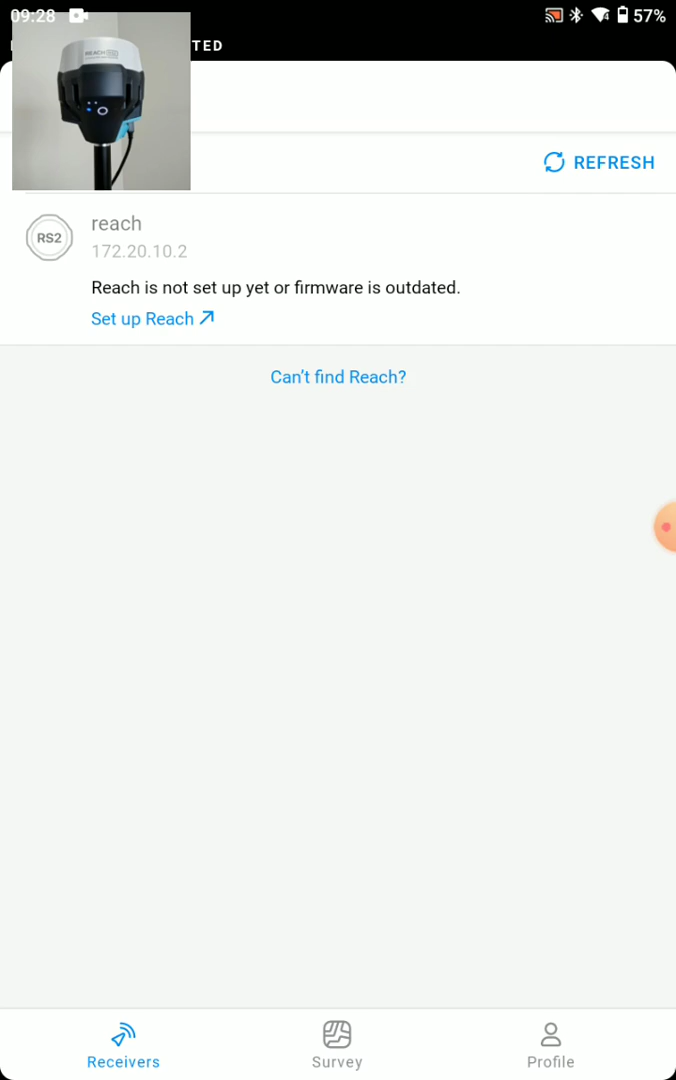 09:28
57%
TED
REACH
REFRESH
RS2
reach
172.20.10.2
Reach is not set up yet or firmware is outdated.
Set up Reach
Can't find Reach?
Receivers
Survey
Profile